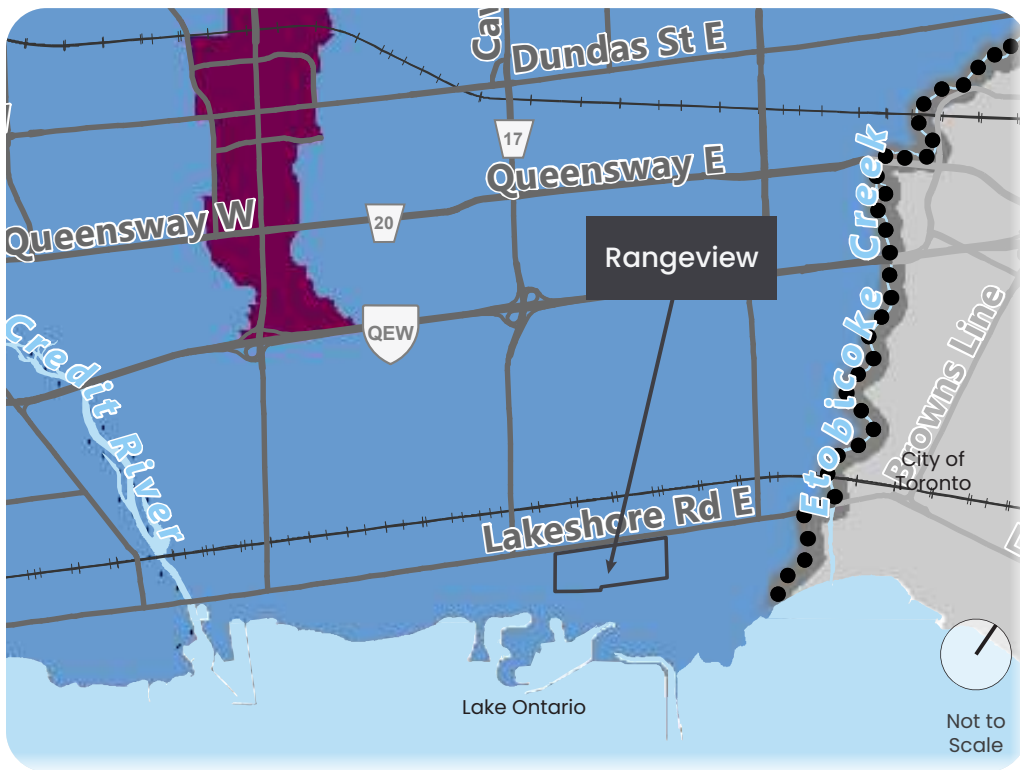 Dundas St E
17
Queensway E
Queensway W
20
Rangeview
QEW
Credit River
Etobicoke Creek
Browns Line
City of
Toronto
Lakeshore Rd E
Lake Ontario
Not to
Scale